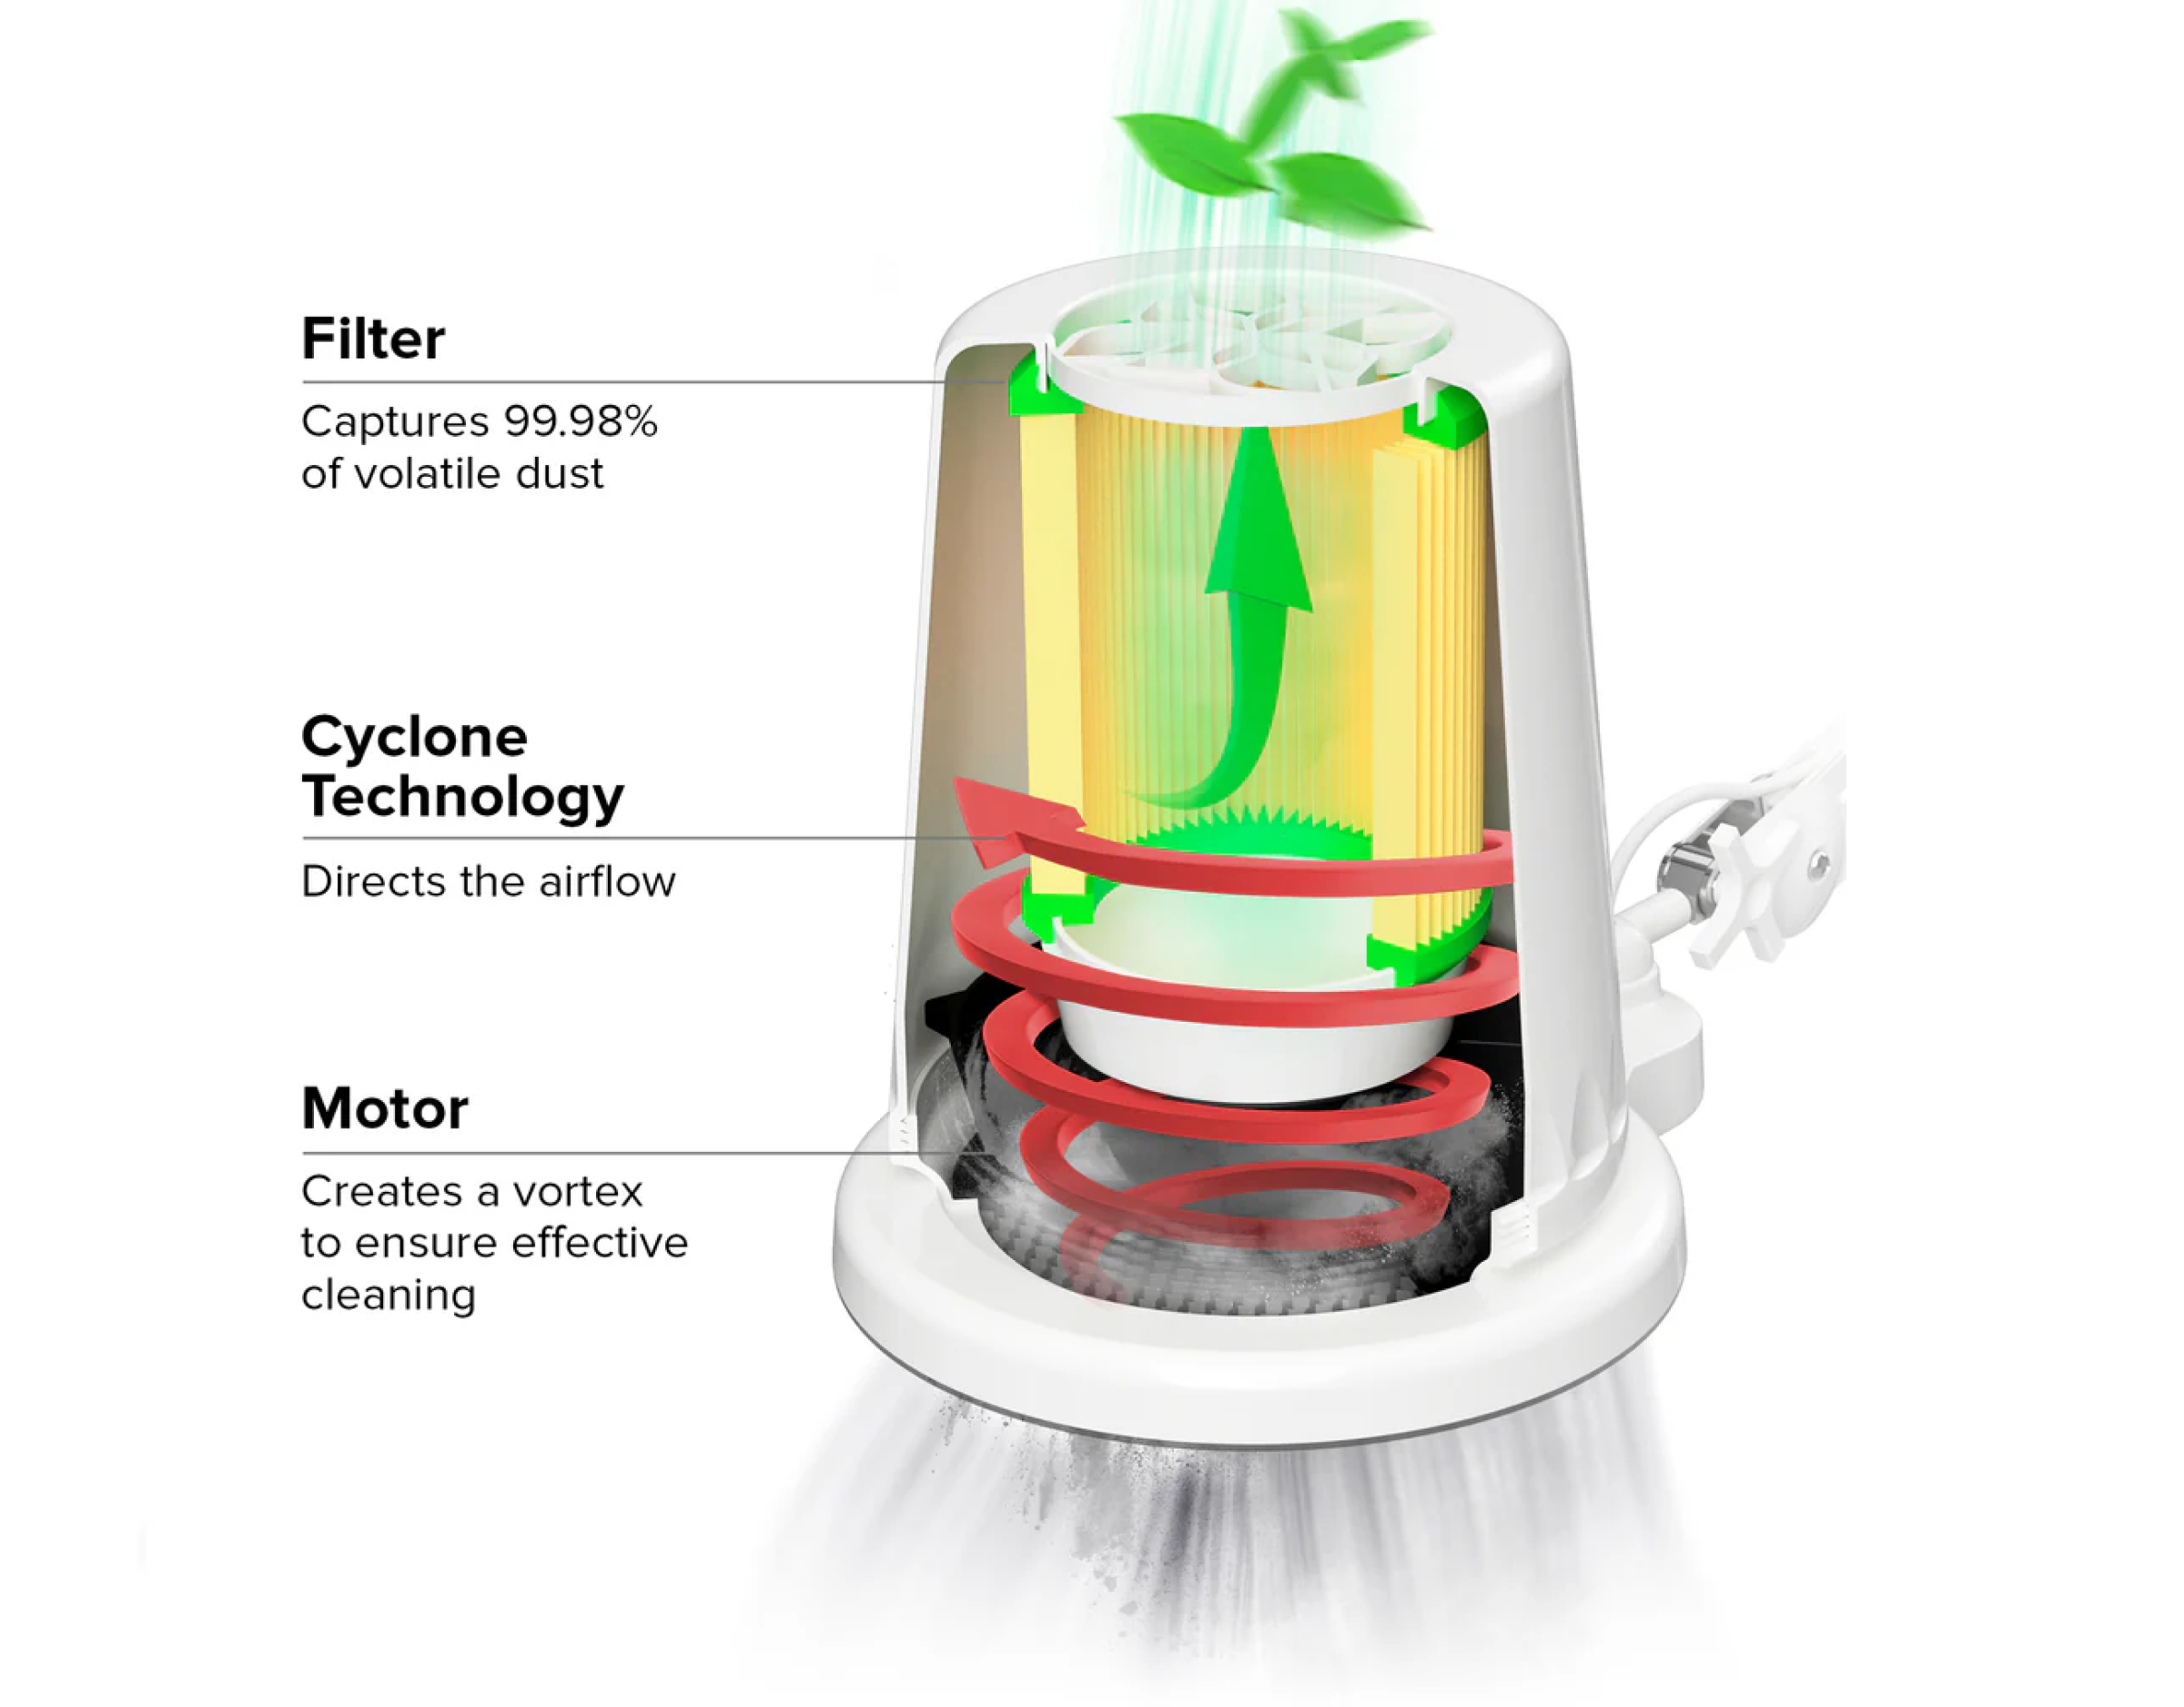 Filter
Captures 99.98%
of volatile dust
Cyclone
Technology
Directs the airflow
Motor
Creates a vortex
to ensure effective
cleaning